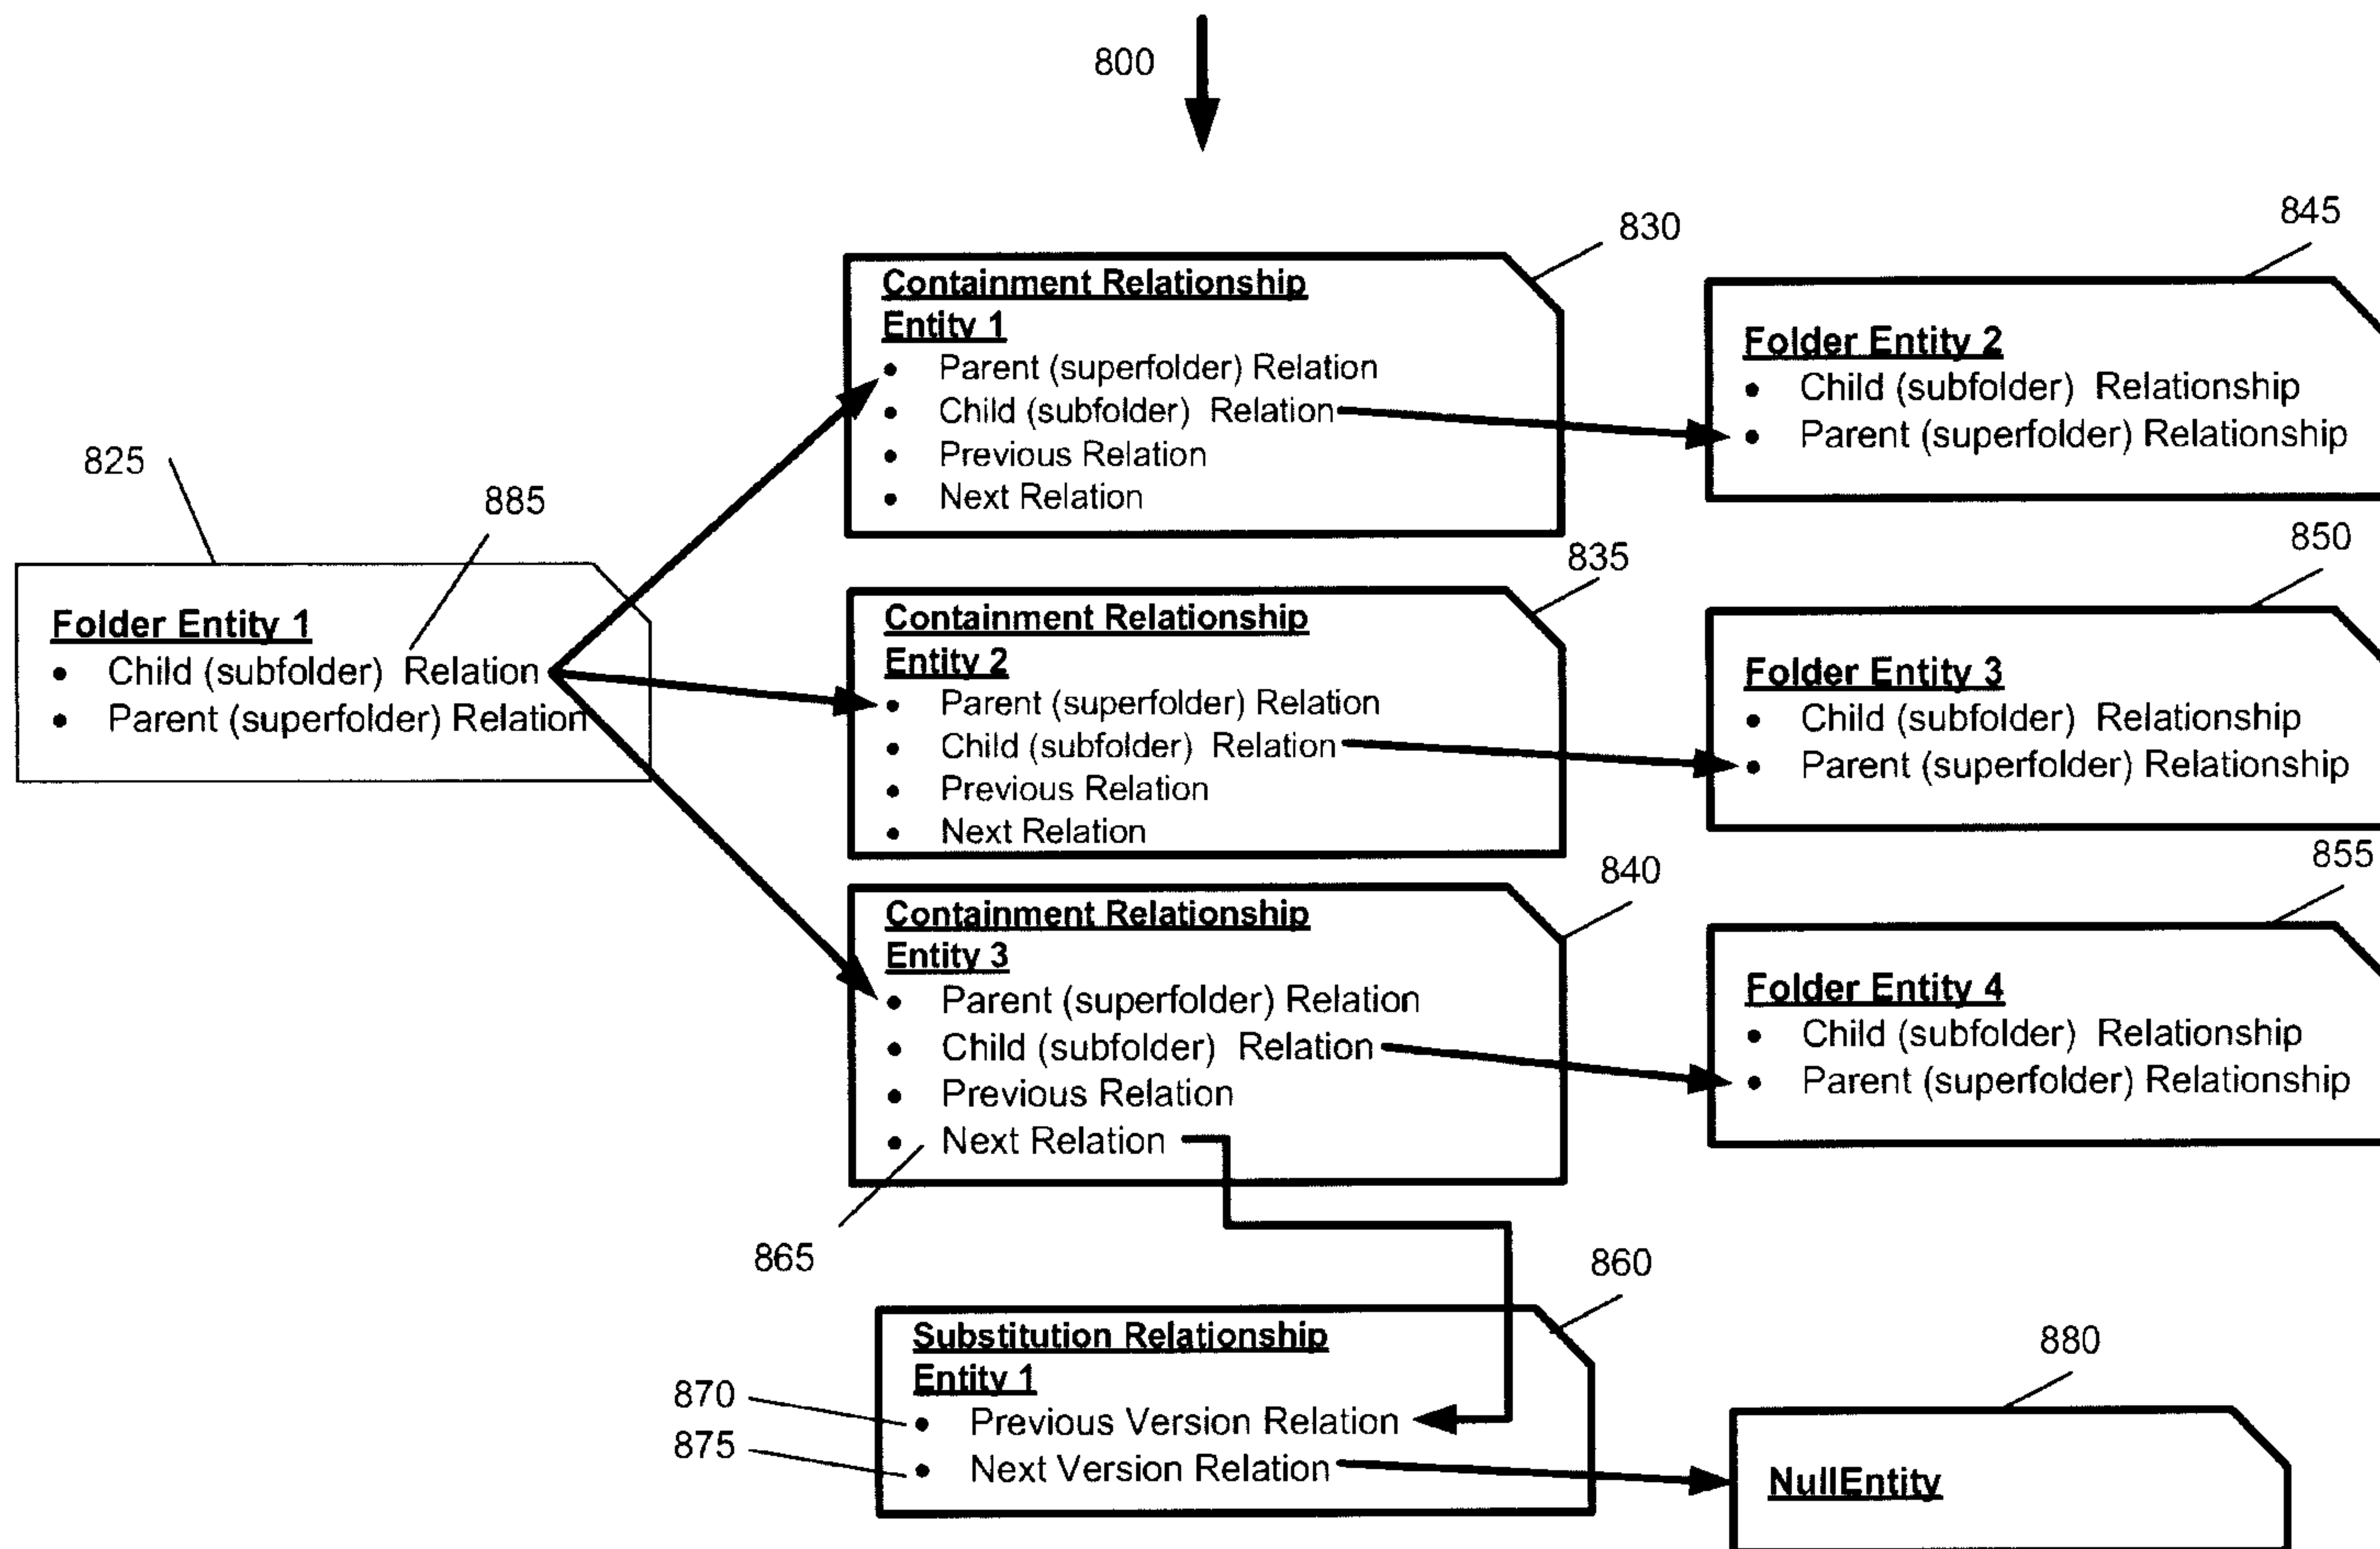 800
830
Containment Relationship
Entity 1
• Parent (superfolder) Relation
• Child (subfolder) Relation
• Previous Relation
• Next Relation
845
Folder Entity 2
• Child (subfolder) Relationship
• Parent (superfolder) Relationship
825
885
Folder Entity 1
• Child (subfolder) Relation
• Parent (superfolder) Relation
835
Containment Relationship
Entity 2
• Parent (superfolder) Relation
• Child (subfolder) Relation
• Previous Relation
• Next Relation
850
Folder Entity 3
• Child (subfolder) Relationship
• Parent (superfolder) Relationship
840
Containment Relationship
Entity 3
• Parent (superfolder) Relation
• Child (subfolder) Relation
• Previous Relation
• Next Relation
855
Folder Entity 4
• Child (subfolder) Relationship
• Parent (superfolder) Relationship
865
860
Substitution Relationship
Entity 1
870
• Previous Version Relation
875
• Next Version Relation
880
NullEntity